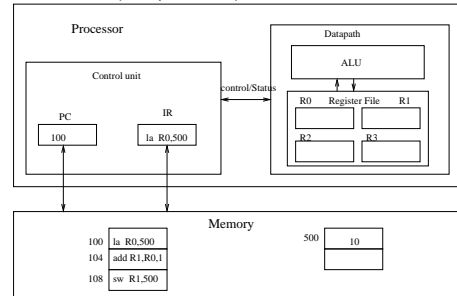 Processor
Datapath
ALU
Control unit
control/Status
R0 Register File R1
PC
IR
100
la R0,500
R2
R3
Memory
100 la R0,500
500 10
104 add R1,R0,1
108 sw R1,500